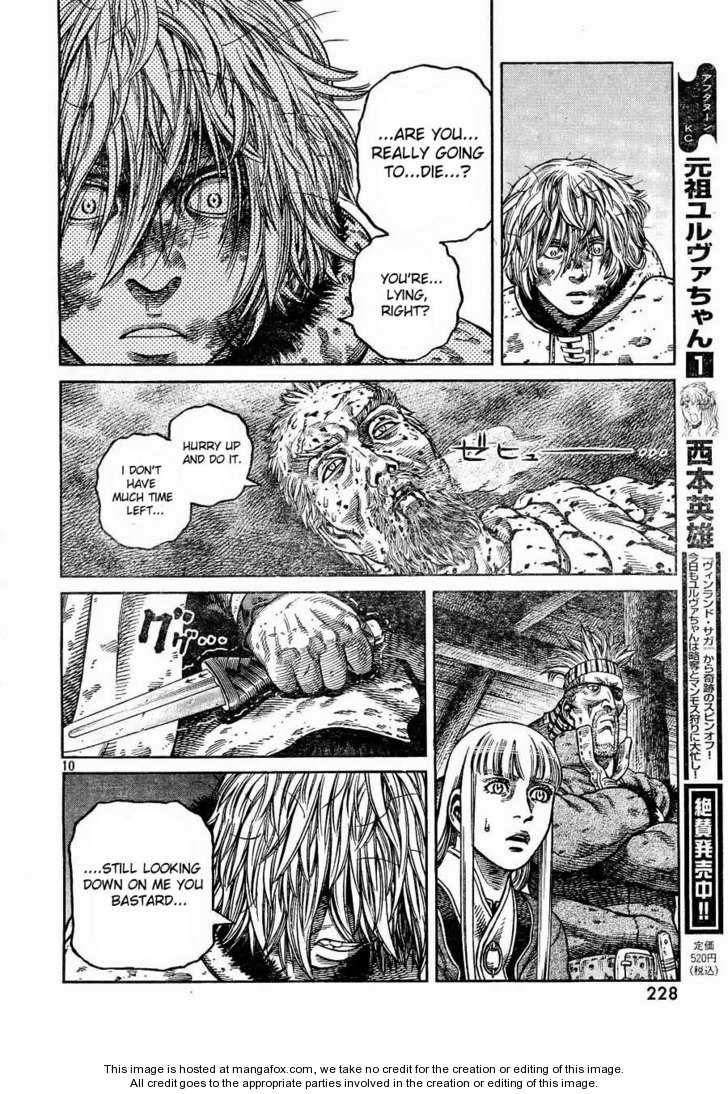 ...ARE YOU...
REALLY GOING
TO...DIE...?
YOU'RE...
LYING,
RIGHT?
HURRY UP
AND DO IT.
I DON'T
HAVE
MUCH TIME
LEFT...
ゼヒュ
グゲ...
10
....STILL LOOKING
DOWN ON ME YOU
BASTARD...
アフタヌーン
KC
元祖ユルヴァちゃん 1
西本英雄
『ヴィンランド・サガ』から奇跡のスピンオフ!
今日もユルヴァちゃんは略奪とマンモス狩りに大忙し!
絶賛発売中!!
定価
520円
(税込)
228
This image is hosted at mangafox.com, we take no credit for the creation or editing of this image.
All credit goes to the appropriate parties involved in the creation or editing of this image.